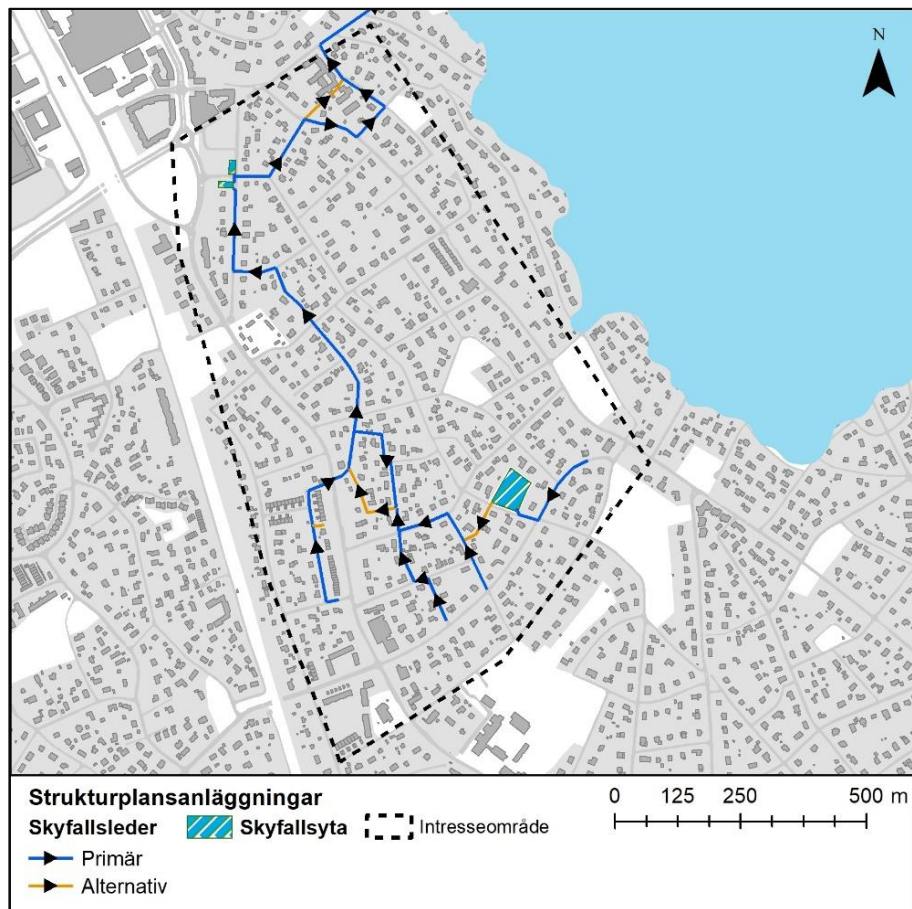 N
Strukturplansanläggningar
Skyfallsleder Skyfallsyta Intresseområde
Primär
Alternativ
0 125 250 500 m